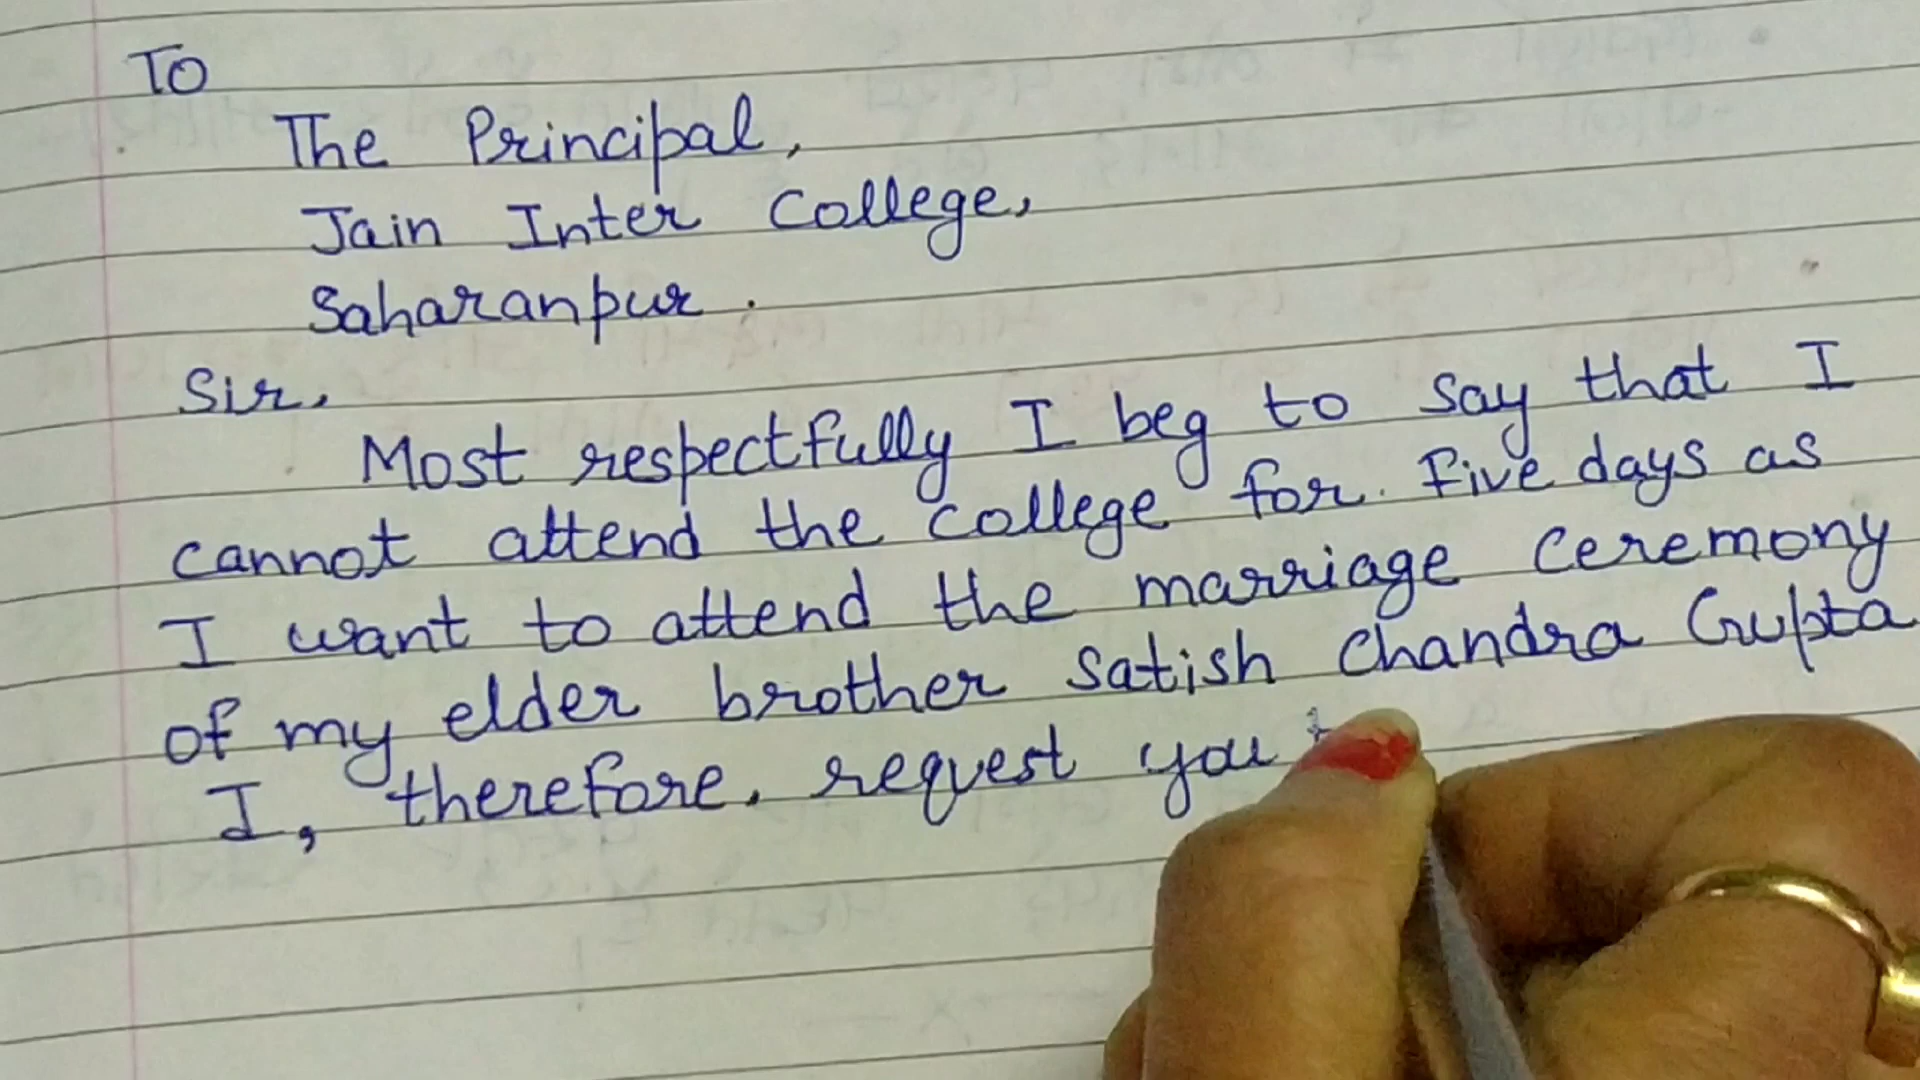 To
The Principal,
Jain Inter College,
Saharanpur.
Sir,
Most respectfully I beg to say that I
cannot attend the college for. Five days as
I want to attend the marriage ceremony
of my elder brother Satish Chandra Gupta
I, therefore, request you